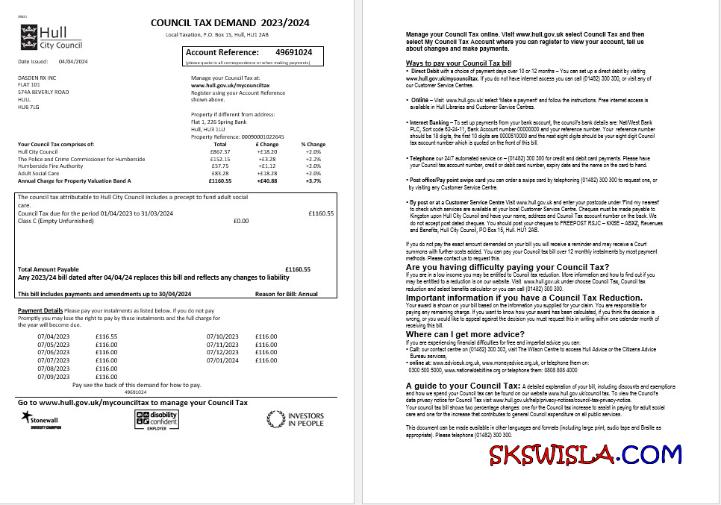 Hull
City Council
COUNCIL TAX DEMAND 2023/2024
Local Taxation, P.O. Box 15, Hull, HU1 2AB
Account Reference: 49691024
(please quote in all correspondence or when making payments)
Date Issued: 04/04/2024
DASDEN RX INC
FLAT 101
574A BEVERLY ROAD
HULL
HU8 7LG
Manage your Council Tax at:
www.hull.gov.uk/mycounciltax
Register using your Account Reference
shown above.
Property if different from address:
Flat 1, 226 Spring Bank
Hull, HU3 1LU
Property Reference: 00090001022645
Your Council Tax comprises of: Total £ Change % Change
Hull City Council £862.37 +£18.20 +2.0%
The Police and Crime Commissioner for Humberside £152.15 +£3.28 +2.2%
Humberside Fire Authority £57.75 +£1.12 +2.0%
Adult Social Care £83.28 +£18.28 +2.0%
Annual Charge for Property Valuation Band A £1160.55 +£40.88 +3.7%
The council tax attributable to Hull City Council includes a precept to fund adult social
care.
Council Tax due for the period 01/04/2023 to 31/03/2024 £1160.55
Class C (Empty Unfurnished) £0.00
Total Amount Payable £1160.55
Any 2023/24 bill dated after 04/04/24 replaces this bill and reflects any changes to liability
This bill includes payments and amendments up to 30/04/2024 Reason for Bill: Annual
Payment Details Please pay your instalments as listed below. If you do not pay
Promptly you may lose the right to pay by these instalments and the full charge for
the year will become due.
07/04/2023 £116.55 07/10/2023 £116.00
07/05/2023 £116.00 07/11/2023 £116.00
07/06/2023 £116.00 07/12/2023 £116.00
07/07/2023 £116.00 07/01/2024 £116.00
07/08/2023 £116.00
07/09/2023 £116.00
Pay see the back of this demand for how to pay.
49691024
Go to www.hull.gov.uk/mycounciltax to manage your Council Tax
Stonewall
DIVERSITY CHAMPION
disability
confident
EMPLOYER
INVESTORS
IN PEOPLE
Manage your Council Tax online. Visit www.hull.gov.uk select Council Tax and then
select My Council Tax Account where you can register to view your account, tell us
about changes and make payments.
Ways to pay your Council Tax bill
• Direct Debit with a choice of payment days over 10 or 12 months – You can set up a direct debit by visiting
www.hull.gov.uk/mycounciltax. If you do not have internet access you can call (01482) 300 300, or visit any of
our Customer Service Centres.
• Online – Visit www.hull.gov.uk/ select 'Make a payment' and follow the instructions. Free internet access is
available in Hull Libraries and Customer Service Centres.
• Internet Banking – To set up payments from your bank account, the council's bank details are: NatWest Bank
PLC, Sort code 60-24-11, Bank Account number 00000000 and your reference number. Your reference number
should be 18 digits, the first 10 digits are and the next eight digits should be your eight digit Council
tax account number which is quoted on the front of this bill.
• Telephone our 24/7 automated service on – (01482) 300 300 for credit and debit card payments. Please have
your Council Tax account number, credit or debit card number, expiry date and the name on the card to hand.
• Post office/Pay point swipe card you can order a swipe card by telephoning (01482) 300 300 to request one, or
by visiting any Customer Service Centre.
• By post or at a Customer Service Centre Visit www.hull.gov.uk and enter your postcode under 'Find my nearest'
to check which services are available at your local Customer Service Centre. Cheques must be made payable to
Kingston upon Hull City Council and have your name, address and Council Tax account number on the back. We
do not accept post dated cheques. You should post your cheques to FREEPOST Revenues
and Benefits, Hull City Council, PO Box 15, Hull. HU1 2AB.
If you do not pay the exact amounts demanded on your bill you will receive a reminder and may receive a Court
Summons with further costs added. You can pay your Council Tax bill over 12 monthly instalments by most payment
methods. Please contact us to request this.
Are you having difficulty paying your Council Tax?
If you are in a low income you may be entitled to Council Tax reduction. More information and how to find out if you
may be entitled to a reduction is on our website. Visit www.hull.gov.uk under Council Tax, Council tax
reduction and select benefits calculator or you can call (01482) 300 300.
Important information if you have a Council Tax Reduction.
Your award is shown on your bill based on the information you supplied for your claim. You are responsible for
paying any remaining charge. If you want to know how your award has been calculated, if you think the decision is
wrong, or you would like to appeal against the decision you must request this in writing within one calendar month of
receiving this bill.
Where can I get more advice?
If you are experiencing financial difficulties for free and impartial advice you can:
• Call: our contact centre on (01482) 300 300, visit The Wilson Centre to access Hull Advice or the Citizens Advice
Bureau services,
• online at: www.adviceuk.org.uk, www.moneyadvice.org.uk, or telephone them on:
0300 500 5000, www.nationaldebtline.org or telephone them: 0808 808 4000
A guide to your Council Tax: A detailed explanation of your bill, including discounts and exemptions
and how we spend your Council Tax can be found on our website www.hull.gov.uk/council tax. To view the Council's
data privacy notice for Council Tax visit www.hull.gov.uk/help/privacy-notices/council-tax-privacy-notice.
Your council tax bill shows two percentage changes: one for the Council tax increase to assist in paying for adult social
care and one for the increase that contributes to general Council expenditure on all public services.
This document can be made available in other languages and formats (including large print, audio tape and Braille as
appropriate). Please telephone (01482) 300 300.
SKSWISLA.COM